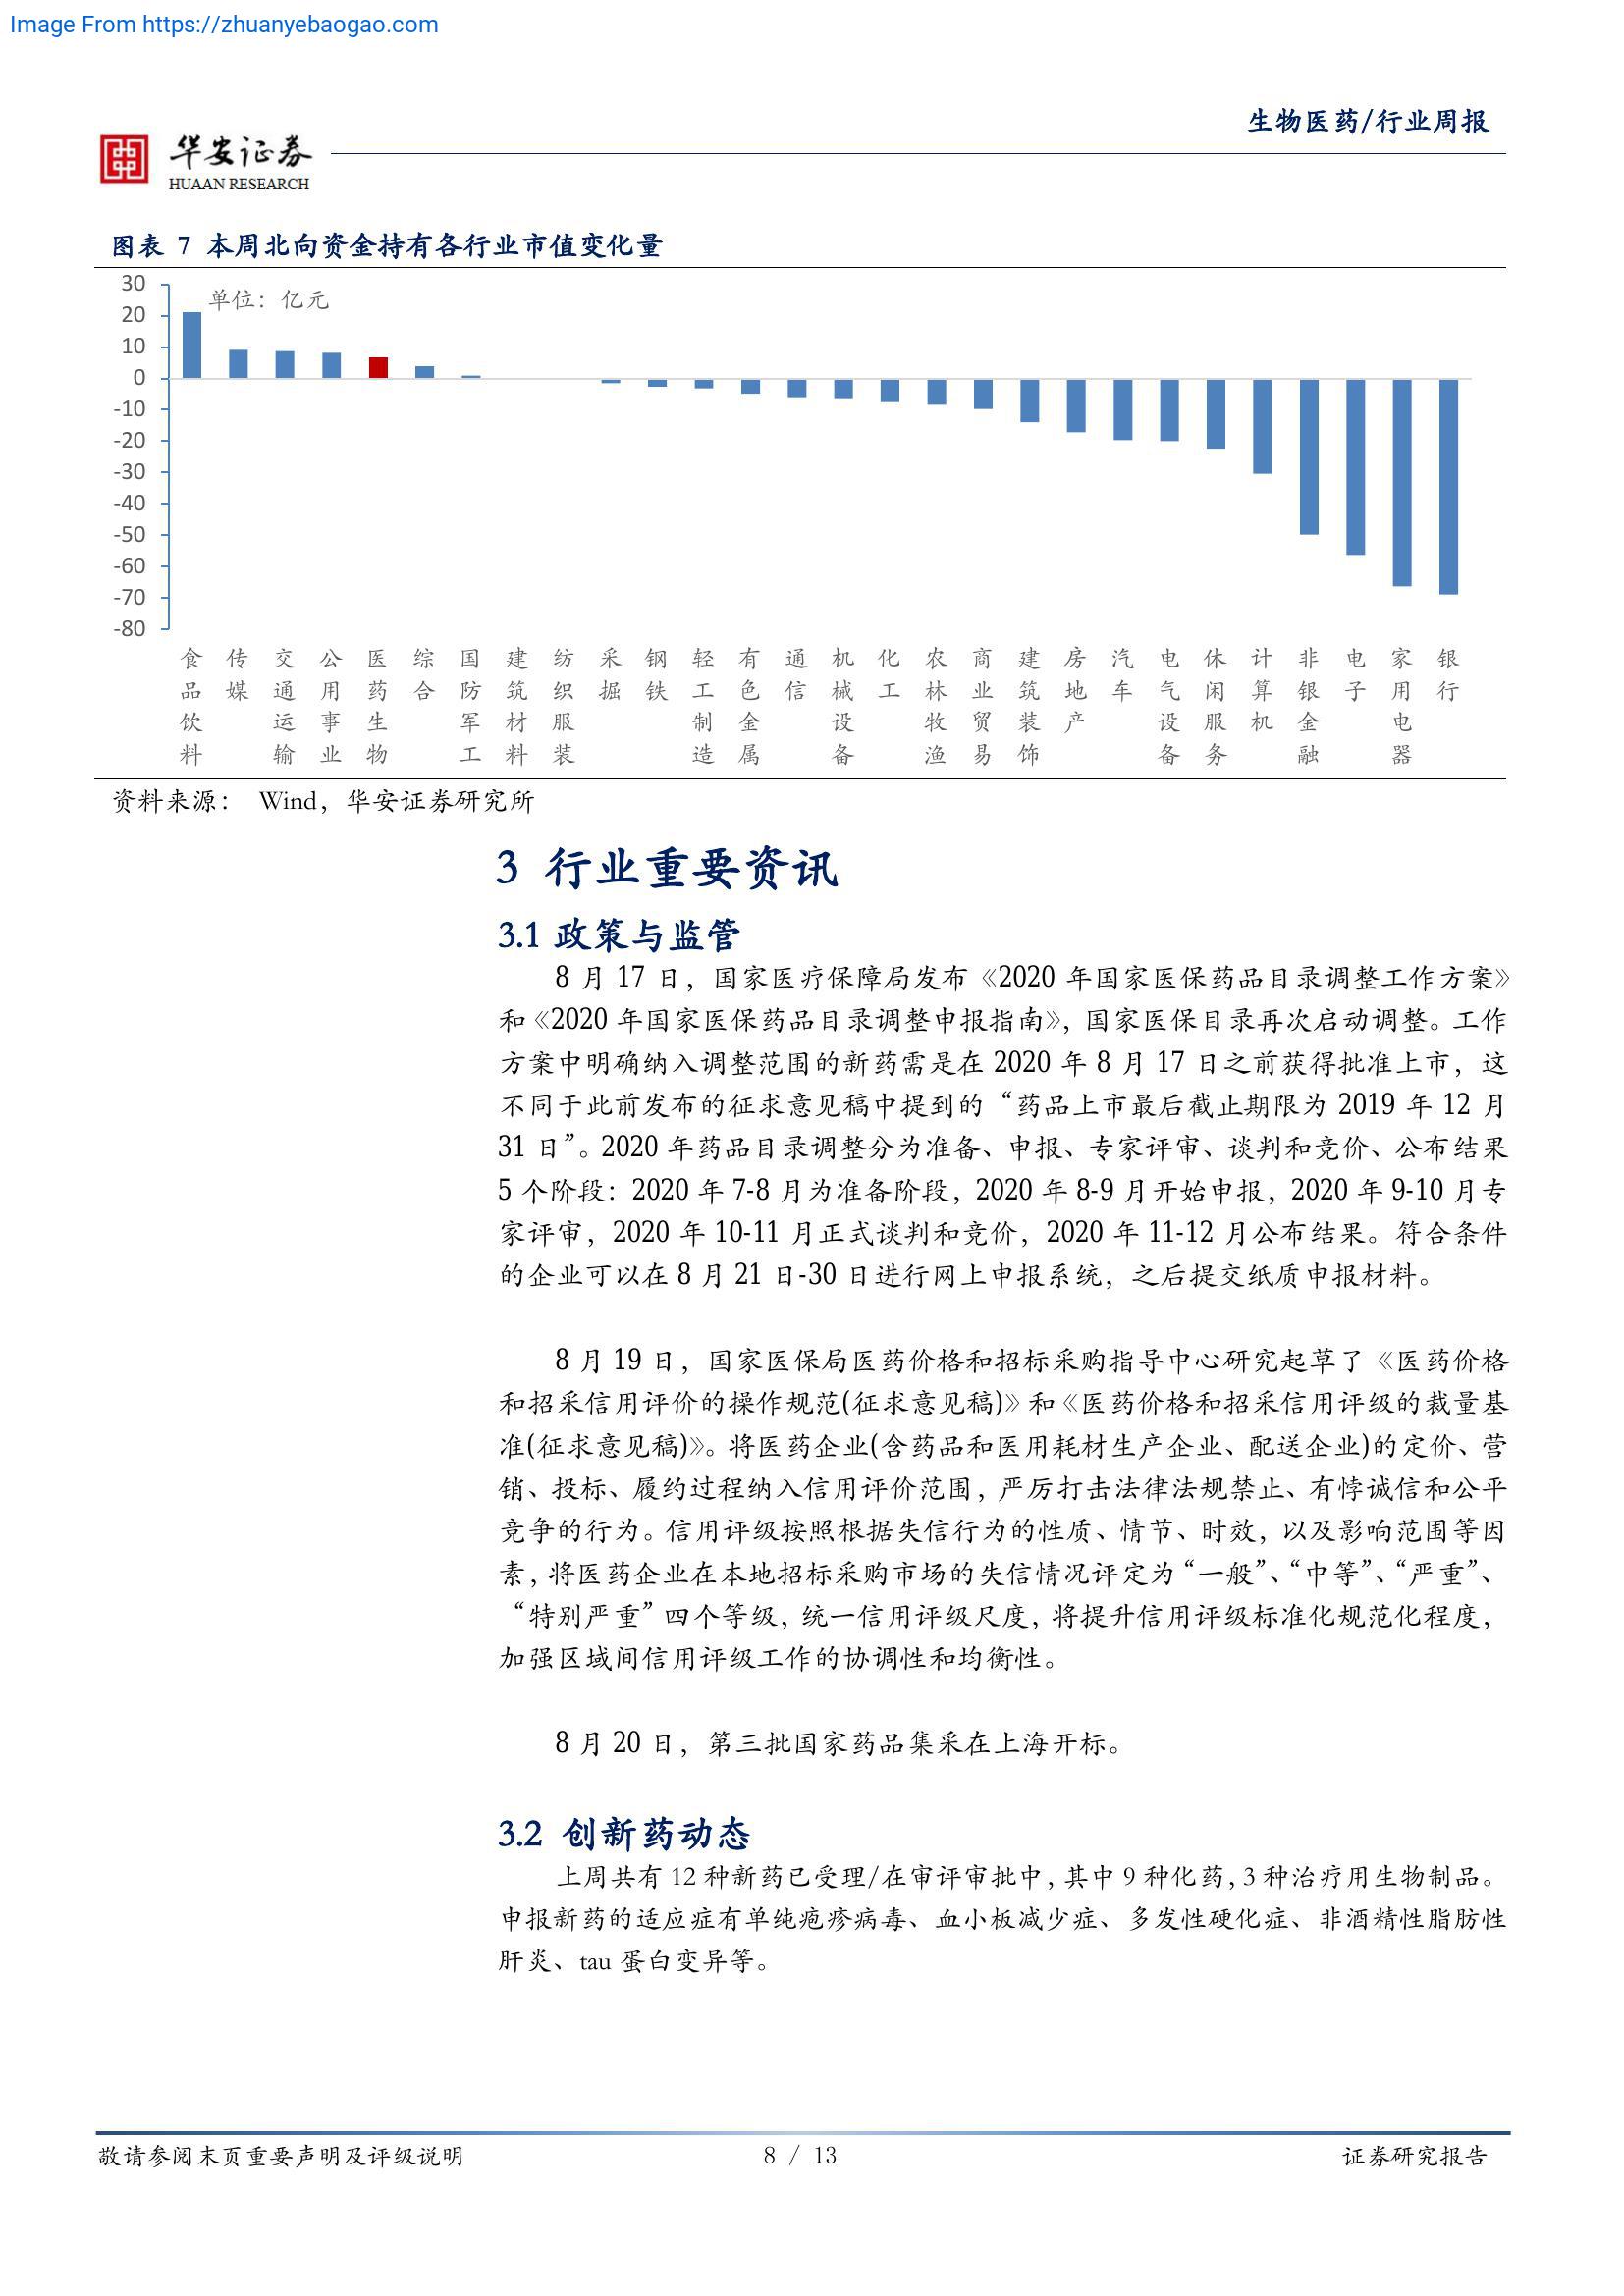 Image From https://zhuanyebaogao.com
生物医药/行业周报
华安证券
HUAAN RESEARCH
图表 7 本周北向资金持有各行业市值变化量
单位：亿元
30
20
10
0
-10
-20
-30
-40
-50
-60
-70
-80
食品饮料
传媒
交通运输
公用事业
医药生物
综合
国防军工
建筑材料
纺织服装
采掘
钢铁
轻工制造
有色金属
通信
机械设备
化工
农林牧渔
商业贸易
建筑装饰
房地产
汽车
电气设备
休闲服务
计算机
非银金融
电子
家用电器
银行
资料来源： Wind，华安证券研究所
3 行业重要资讯
3.1 政策与监管
8 月 17 日，国家医疗保障局发布《2020 年国家医保药品目录调整工作方案》
和《2020 年国家医保药品目录调整申报指南》，国家医保目录再次启动调整。工作
方案中明确纳入调整范围的新药需是在 2020 年 8 月 17 日之前获得批准上市，这
不同于此前发布的征求意见稿中提到的“药品上市最后截止期限为 2019 年 12 月
31 日”。2020 年药品目录调整分为准备、申报、专家评审、谈判和竞价、公布结果
5 个阶段：2020 年 7-8 月为准备阶段，2020 年 8-9 月开始申报，2020 年 9-10 月专
家评审，2020 年 10-11 月正式谈判和竞价，2020 年 11-12 月公布结果。符合条件
的企业可以在 8 月 21 日-30 日进行网上申报系统，之后提交纸质申报材料。
8 月 19 日，国家医保局医药价格和招标采购指导中心研究起草了《医药价格
和招采信用评价的操作规范(征求意见稿)》和《医药价格和招采信用评级的裁量基
准(征求意见稿)》。将医药企业(含药品和医用耗材生产企业、配送企业)的定价、营
销、投标、履约过程纳入信用评价范围，严厉打击法律法规禁止、有悖诚信和公平
竞争的行为。信用评级按照根据失信行为的性质、情节、时效，以及影响范围等因
素，将医药企业在本地招标采购市场的失信情况评定为“一般”、“中等”、“严重”、
“特别严重”四个等级，统一信用评级尺度，将提升信用评级标准化规范化程度，
加强区域间信用评级工作的协调性和均衡性。
8 月 20 日，第三批国家药品集采在上海开标。
3.2 创新药动态
上周共有 12 种新药已受理/在审评审批中，其中 9 种化药，3 种治疗用生物制品。
申报新药的适应症有单纯疱疹病毒、血小板减少症、多发性硬化症、非酒精性脂肪性
肝炎、tau 蛋白变异等。
敬请参阅末页重要声明及评级说明
8 / 13
证券研究报告